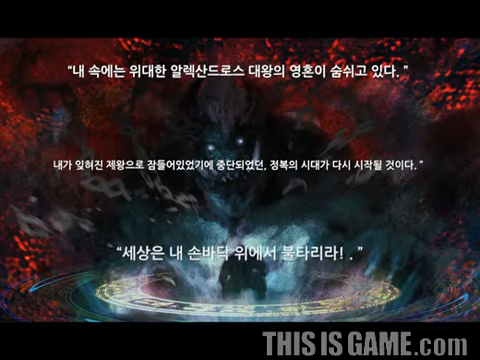 “내 속에는 위대한 알렉산드로스 대왕의 영혼이 숨쉬고 있다.”
내가 잊혀진 제왕으로 잠들어있었기에 중단되었던, 정복의 시대가 다시 시작될 것이다.”
“세상은 내 손바닥 위에서 불타리라! .”
THIS IS GAME.com